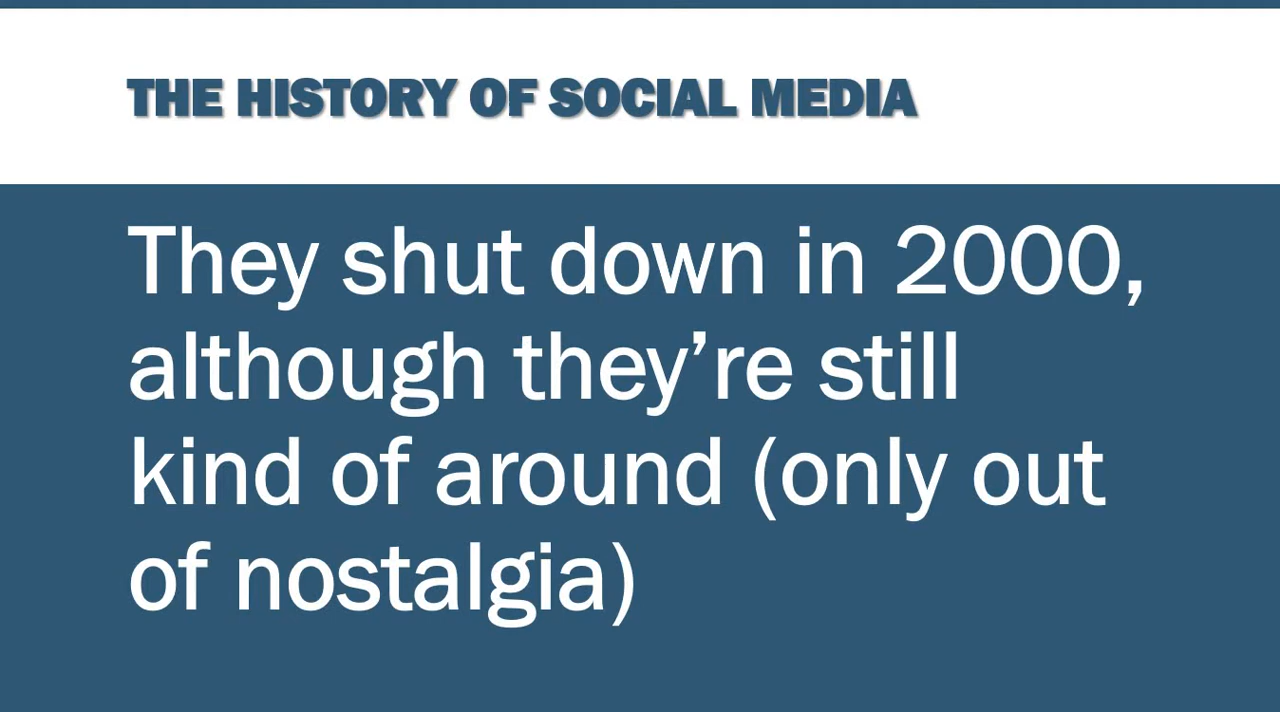 THE HISTORY OF SOCIAL MEDIA
They shut down in 2000,
although they’re still
kind of around (only out
of nostalgia)